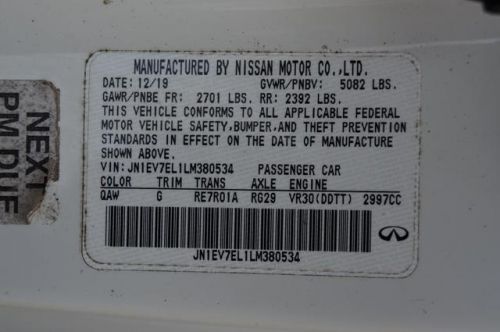 MANUFACTURED BY NISSAN MOTOR CO.,LTD.
DATE: 12/19 GVWR/PNBV: 5082 LBS.
GAWR/PNBE FR: 2701 LBS. RR: 2392 LBS.
THIS VEHICLE CONFORMS TO ALL APPLICABLE FEDERAL
MOTOR VEHICLE SAFETY, BUMPER, AND THEFT PREVENTION
STANDARDS IN EFFECT ON THE DATE OF MANUFACTURE
SHOWN ABOVE.
VIN: JN1EV7EL1LM380534 PASSENGER CAR
COLOR TRIM TRANS AXLE ENGINE
QAW G RE7R01A RG29 VR30(DDTT) 2997CC
JN1EV7EL1LM380534
NEXT
PM DUE